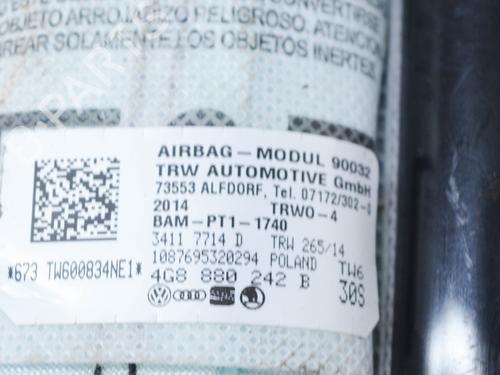 OBJETO ARROJADIZO PELIGROSO, ATENCION
SOLAMENTE LOS OBJETOS INERTES
AIRBAG-MODUL 90032
TRW AUTOMOTIVE GmbH
73553 ALFDORF, Tel. 07172/302-0
2014 TRWO-4
BAM-PT1-1740
3411 7714 D TRW 265/14
1087695320294 POLAND TW6
*673 TW600834NE1*
4G8 880 242 B 30S